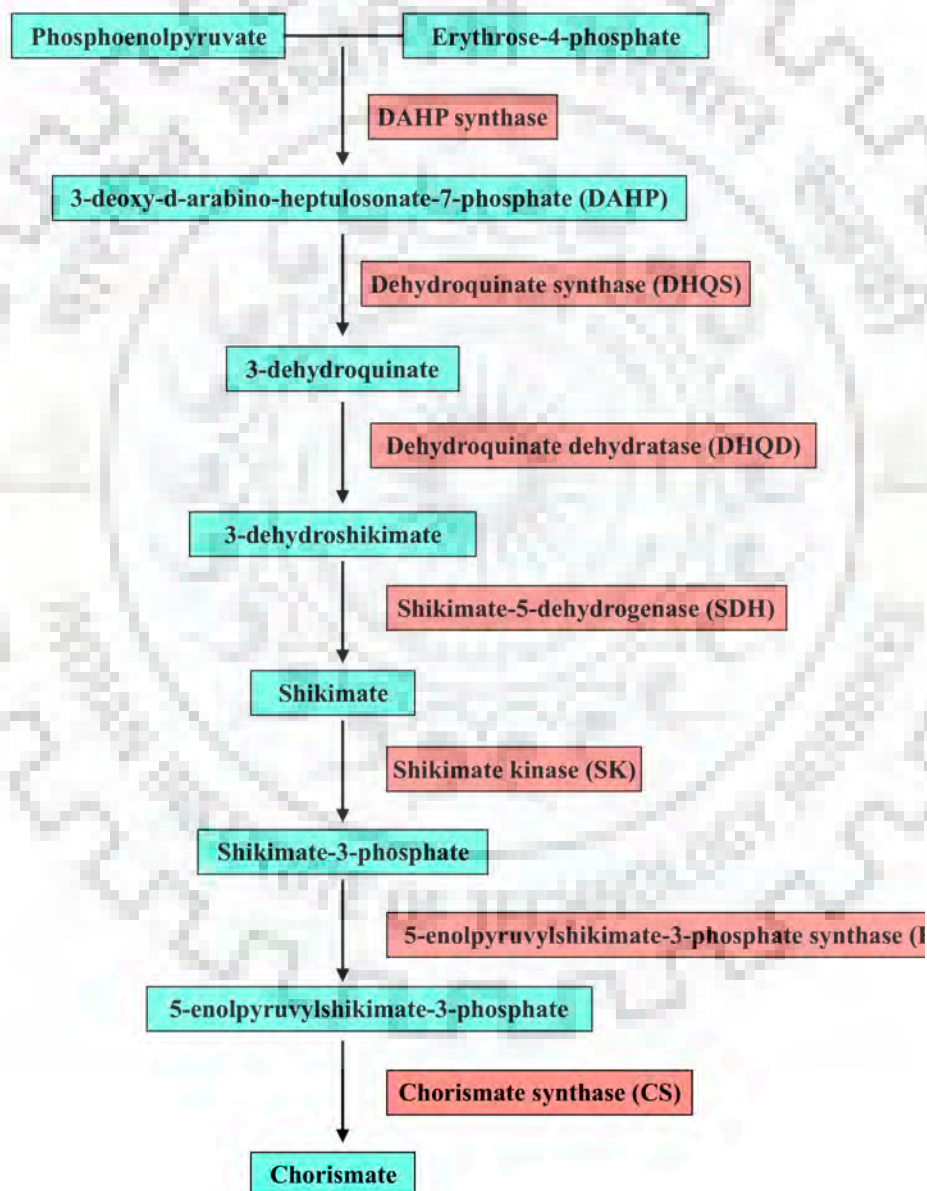 Phosphoenolpyruvate
Erythrose-4-phosphate
DAHP synthase
3-deoxy-d-arabino-heptulosonate-7-phosphate (DAHP)
Dehydroquinate synthase (DHQS)
3-dehydroquinate
Dehydroquinate dehydratase (DHQD)
3-dehydroshikimate
Shikimate-5-dehydrogenase (SDH)
Shikimate
Shikimate kinase (SK)
Shikimate-3-phosphate
5-enolpyruvylshikimate-3-phosphate synthase
5-enolpyruvylshikimate-3-phosphate
Chorismate synthase (CS)
Chorismate